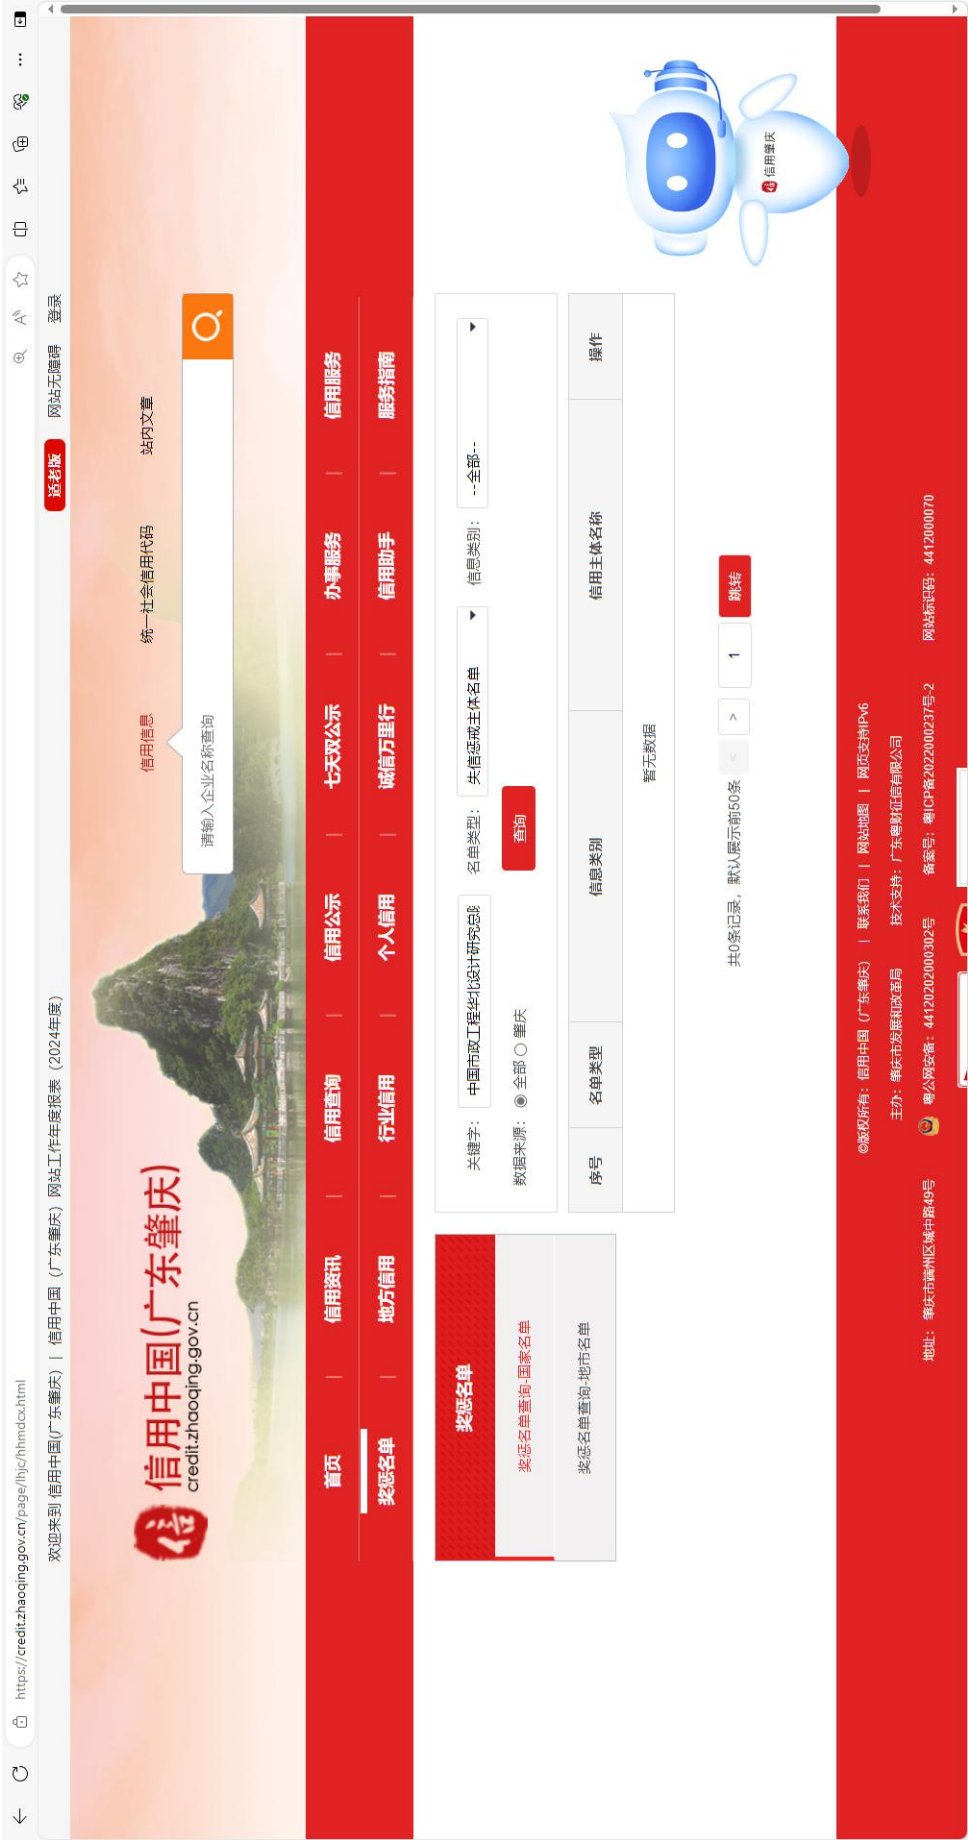 https://credit.zhaoqing.gov.cn/page/lhjc/hhmdcx.html
欢迎来到 信用中国(广东肇庆) | 信用中国（广东肇庆）网站工作年度报表（2024年度）
适老版 网站无障碍 登录
信用中国(广东肇庆)
credit.zhaoqing.gov.cn
信用信息 统一社会信用代码 站内文章
请输入企业名称查询
首页 | 信用资讯 | 信用查询 | 信用公示 | 七天双公示 | 办事服务 | 信用服务
奖惩名单 | 地方信用 | 行业信用 | 个人信用 | 诚信万里行 | 信用助手 | 服务指南
奖惩名单
奖惩名单查询-国家名单
奖惩名单查询-地市名单
关键字： 中国市政工程华北设计研究总 名单类型： 失信惩戒主体名单 信息类别： --全部--
数据来源： 全部 肇庆 查询
序号 名单类型 信息类别 信用主体名称 操作
暂无数据
共0条记录，默认展示前50条 < > 1 跳转
信用肇庆
©版权所有：信用中国（广东肇庆） | 联系我们 | 网站地图 | 网页支持IPv6
主办：肇庆市发展和改革局 技术支持：广东粤财征信有限公司
地址： 肇庆市端州区城中路49号 粤公网安备：44120202000302号 备案号：粤ICP备2022000237号-2 网站标识码：4412000070